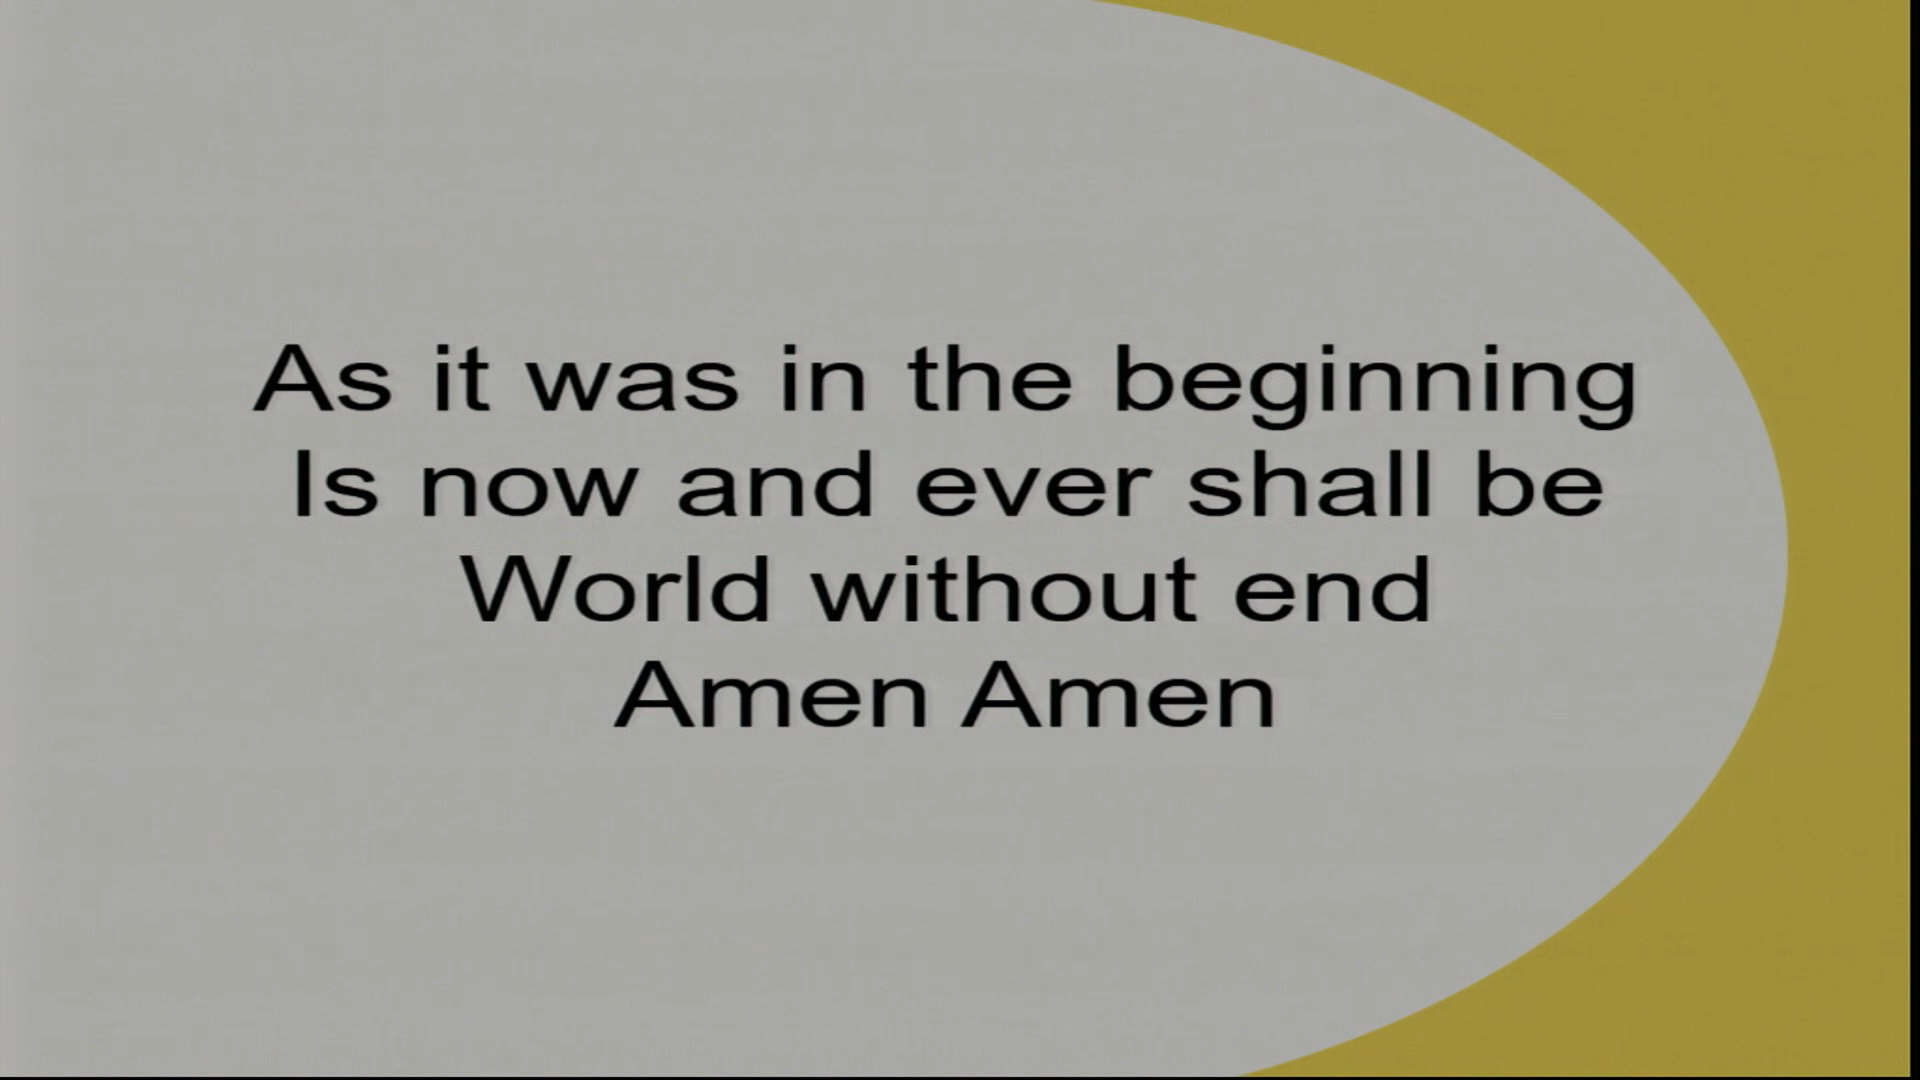 As it was in the beginning
Is now and ever shall be
World without end
Amen Amen